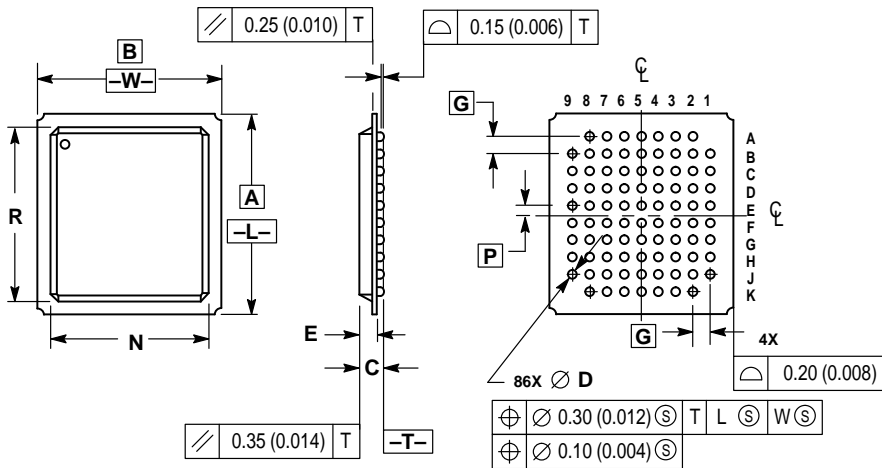 // 0.25 (0.010) T
⌓ 0.15 (0.006) T
B
–W–
A
–L–
R
N
E
C
// 0.35 (0.014) T
–T–
℄
9 8 7 6 5 4 3 2 1
G
A
B
C
D
E
F
G
H
J
K
℄
P
G
4X
86X ∅ D
⌓ 0.20 (0.008)
⌖ ∅ 0.30 (0.012) Ⓢ T L Ⓢ W Ⓢ
⌖ ∅ 0.10 (0.004) Ⓢ